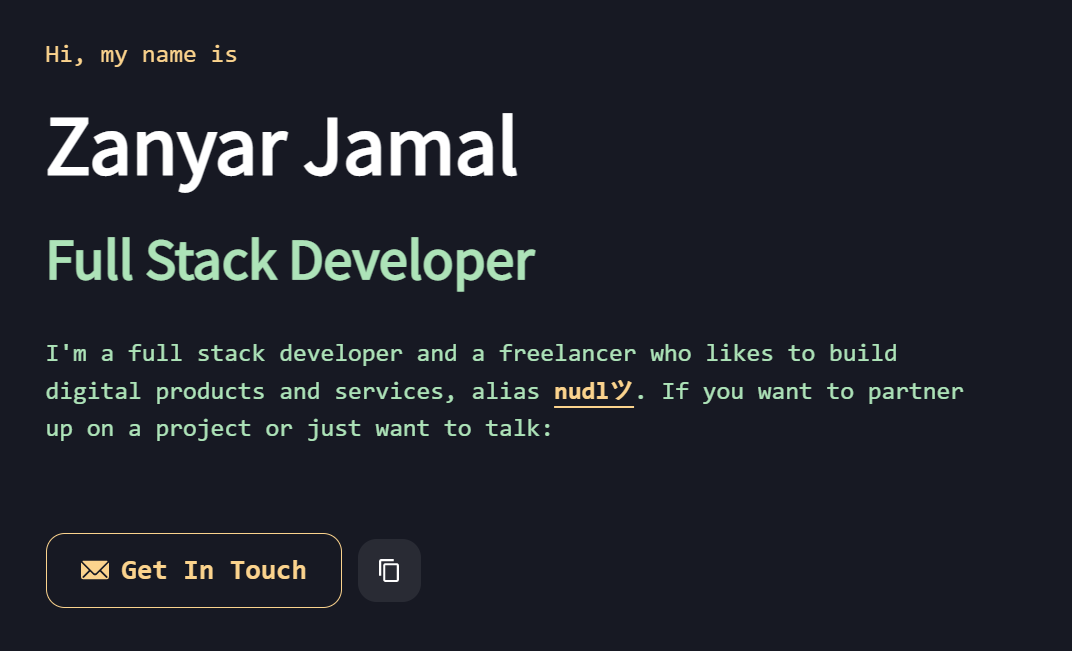 Hi, my name is
Zanyar Jamal
Full Stack Developer
I'm a full stack developer and a freelancer who likes to build
digital products and services, alias nudlツ. If you want to partner
up on a project or just want to talk:
Get In Touch